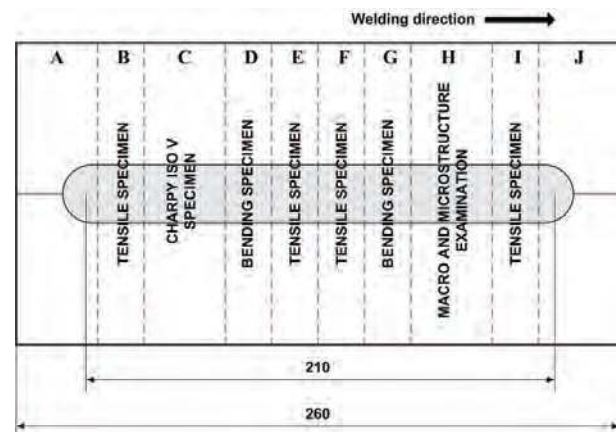 Welding direction
A B C D E F G H I J
TENSILE SPECIMEN
CHARPY ISO V
SPECIMEN
BENDING SPECIMEN
TENSILE SPECIMEN
TENSILE SPECIMEN
BENDING SPECIMEN
MACRO AND MICROSTRUCTURE
EXAMINATION
TENSILE SPECIMEN
210
260